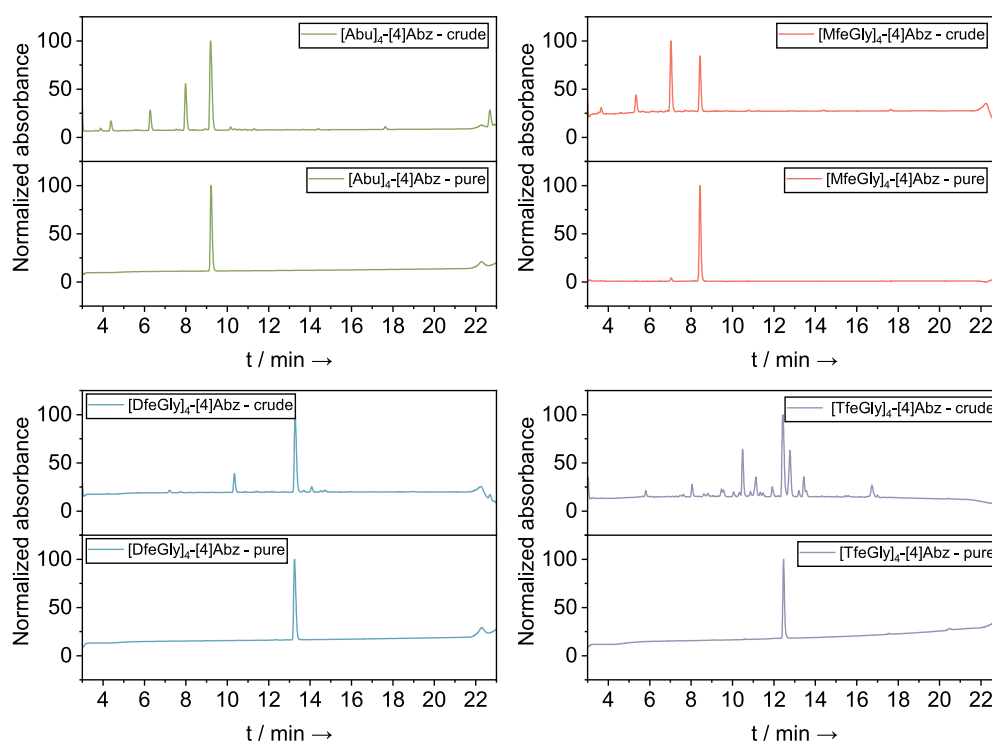 [Abu]4-[4]Abz - crude
[MfeGly]4-[4]Abz - crude
100
50
0
Normalized absorbance
100
50
0
Normalized absorbance
[Abu]4-[4]Abz - pure
[MfeGly]4-[4]Abz - pure
100
50
0
100
50
0
4 6 8 10 12 14 16 18 20 22
4 6 8 10 12 14 16 18 20 22
t / min →
t / min →
[DfeGly]4-[4]Abz - crude
[TfeGly]4-[4]Abz - crude
100
50
0
Normalized absorbance
100
50
0
Normalized absorbance
[DfeGly]4-[4]Abz - pure
[TfeGly]4-[4]Abz - pure
100
50
0
100
50
0
4 6 8 10 12 14 16 18 20 22
4 6 8 10 12 14 16 18 20 22
t / min →
t / min →